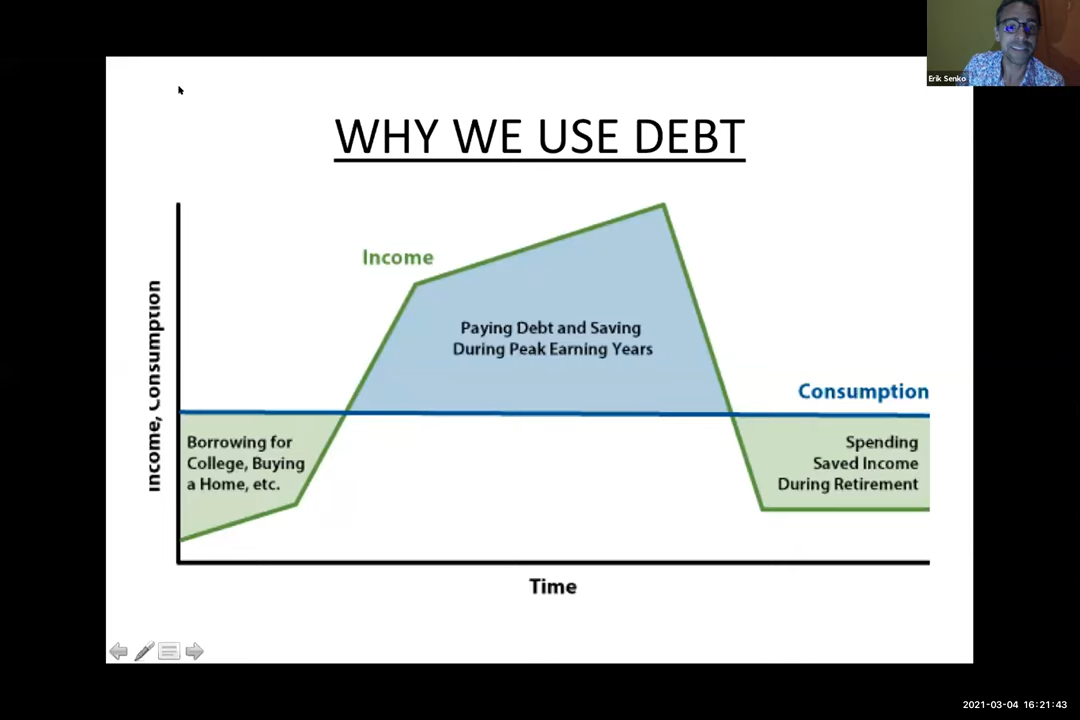 Erik Senko
WHY WE USE DEBT
Income
Income, Consumption
Paying Debt and Saving
During Peak Earning Years
Consumption
Borrowing for
College, Buying
a Home, etc.
Spending
Saved Income
During Retirement
Time
2021-03-04 16:21:43